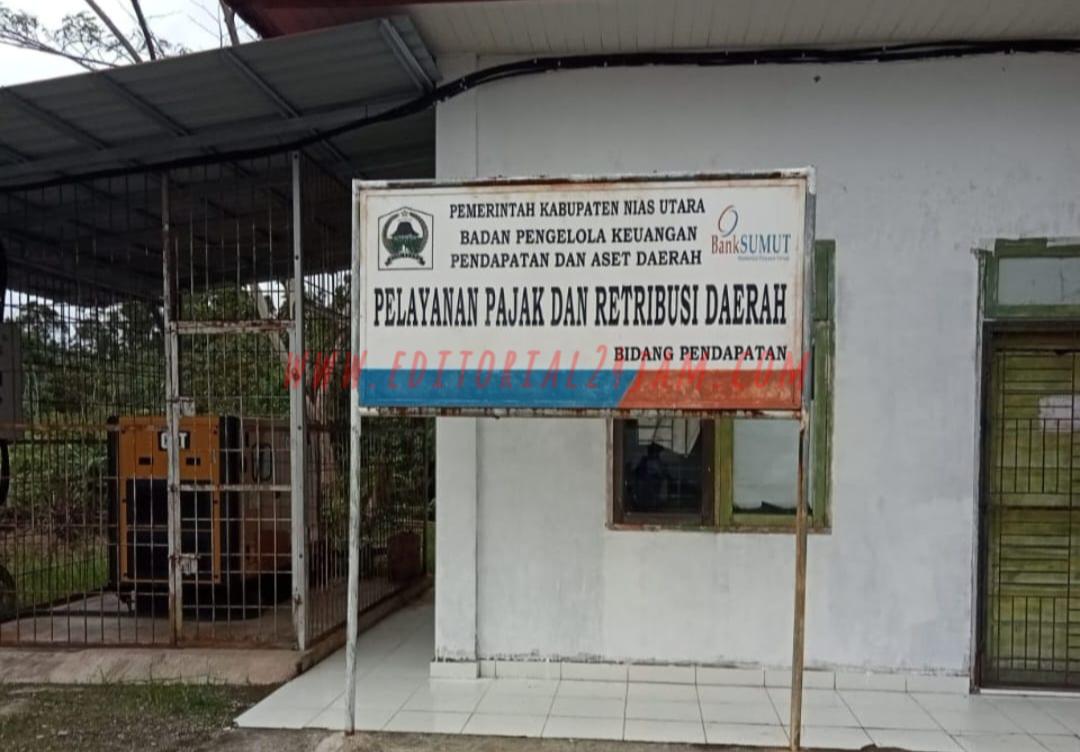 PEMERINTAH KABUPATEN NIAS UTARA
BADAN PENGELOLA KEUANGAN
PENDAPATAN DAN ASET DAERAH
BankSUMUT
PELAYANAN PAJAK DAN RETRIBUSI DAERAH
BIDANG PENDAPATAN
WWW.EDITORIAL24JAM.COM
CAT